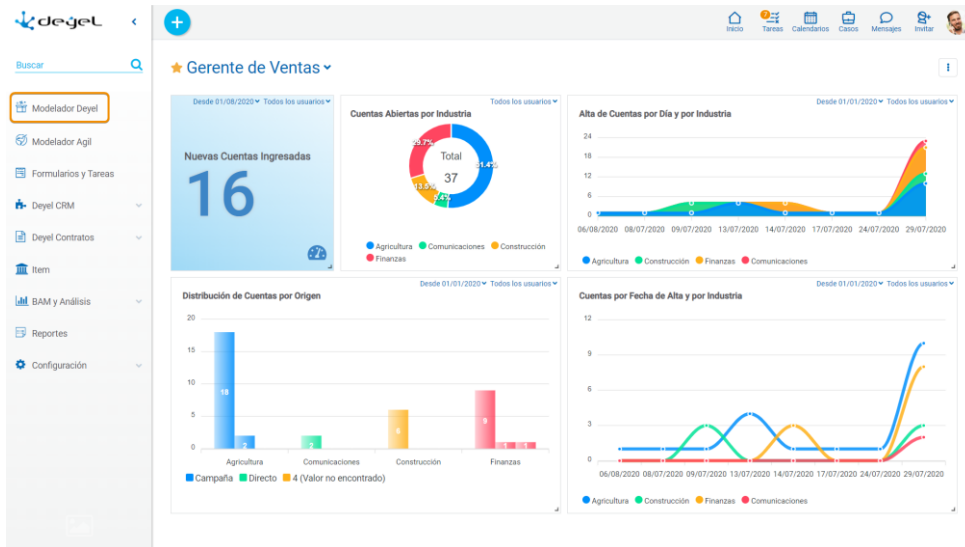 deyel
Buscar
Modelador Deyel
Modelador Agil
Formularios y Tareas
Deyel CRM
Deyel Contratos
Item
BAM y Análisis
Reportes
Configuración
Inicio
7
Tareas
Calendarios
Casos
Mensajes
Invitar
Gerente de Ventas
Desde 01/08/2020 Todos los usuarios
Nuevas Cuentas Ingresadas
16
Todos los usuarios
Cuentas Abiertas por Industria
29.7%
51.4%
13.5%
5.4%
Total
37
Agricultura Comunicaciones Construcción
Finanzas
Desde 01/01/2020 Todos los usuarios
Alta de Cuentas por Día y por Industria
24
18
12
6
0
06/08/2020 08/07/2020 09/07/2020 13/07/2020 14/07/2020 17/07/2020 24/07/2020 29/07/2020
Agricultura Construcción Finanzas Comunicaciones
Desde 01/01/2020 Todos los usuarios
Distribución de Cuentas por Origen
20
15
10
5
0
18
2
2
6
9
1 1
Agricultura Comunicaciones Construcción Finanzas
Campaña Directo 4 (Valor no encontrado)
Desde 01/01/2020 Todos los usuarios
Cuentas por Fecha de Alta y por Industria
12
9
6
3
0
06/08/2020 08/07/2020 09/07/2020 13/07/2020 14/07/2020 17/07/2020 24/07/2020 29/07/2020
Agricultura Construcción Finanzas Comunicaciones